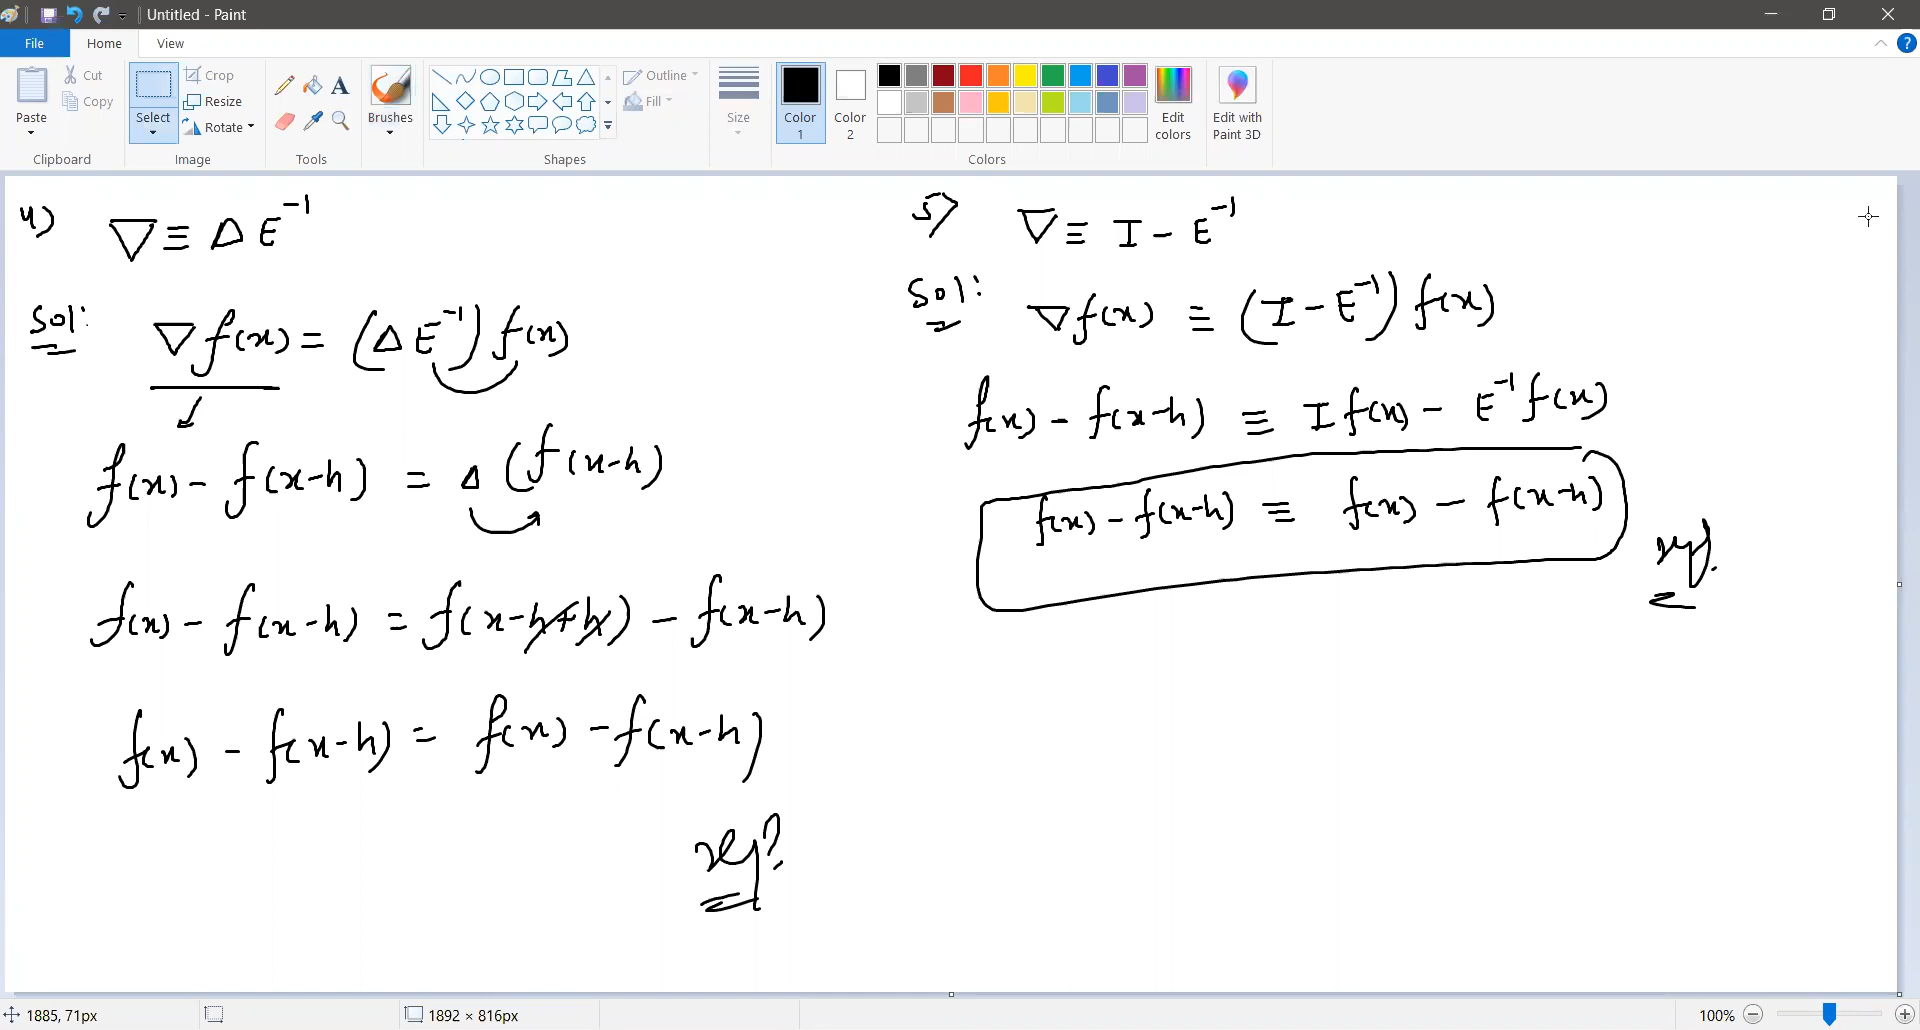 Untitled - Paint
File Home View
Paste
Cut
Copy
Clipboard
Select
Crop
Resize
Rotate
Image
Tools
Brushes
Shapes
Outline
Fill
Size
Color 1
Color 2
Edit colors
Edit with Paint 3D
Colors
4) ∇ ≡ Δ E⁻¹
Sol:
∇ f(x) = (Δ E⁻¹) f(x)
f(x) - f(x-h) = Δ (f(x-h)
f(x) - f(x-h) = f(x-h+h) - f(x-h)
f(x) - f(x-h) = f(x) - f(x-h)
5) ∇ ≡ I - E⁻¹
Sol:
∇ f(x) ≡ (I - E⁻¹) f(x)
f(x) - f(x-h) ≡ I f(x) - E⁻¹ f(x)
f(x) - f(x-h) ≡ f(x) - f(x-h)
1885, 71px
1892 × 816px
100%